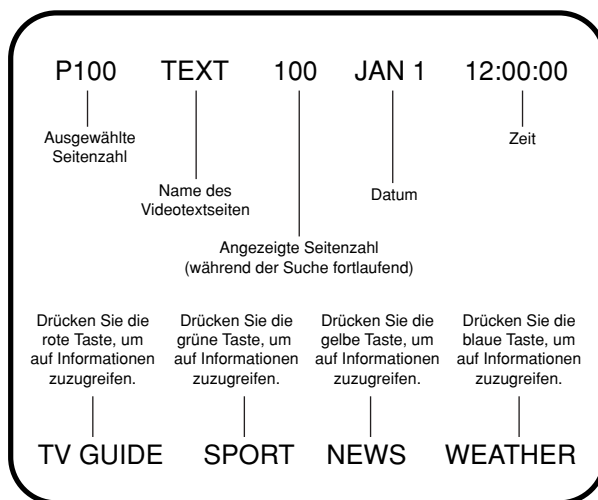 P100 TEXT 100 JAN 1 12:00:00
Ausgewählte
Seitenzahl
Zeit
Name des
Videotextseiten
Datum
Angezeigte Seitenzahl
(während der Suche fortlaufend)
Drücken Sie die
rote Taste, um
auf Informationen
zuzugreifen.
Drücken Sie die
grüne Taste, um
auf Informationen
zuzugreifen.
Drücken Sie die
gelbe Taste, um
auf Informationen
zuzugreifen.
Drücken Sie die
blaue Taste, um
auf Informationen
zuzugreifen.
TV GUIDE SPORT NEWS WEATHER